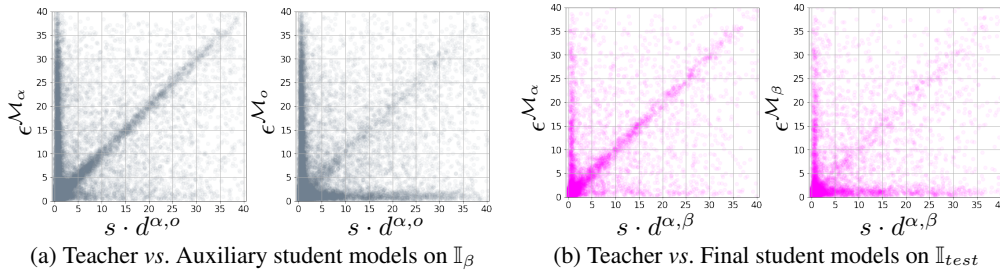 40 35 30 25 20 15 10 5 0
ϵ^{ℳ_α}
0 5 10 15 20 25 30 35 40
s · d^{α,o}
40 35 30 25 20 15 10 5 0
ϵ^{ℳ_o}
0 5 10 15 20 25 30 35 40
s · d^{α,o}
(a) Teacher vs. Auxiliary student models on 𝕀_β
40 35 30 25 20 15 10 5 0
ϵ^{ℳ_α}
0 5 10 15 20 25 30 35 40
s · d^{α,β}
40 35 30 25 20 15 10 5 0
ϵ^{ℳ_β}
0 5 10 15 20 25 30 35 40
s · d^{α,β}
(b) Teacher vs. Final student models on 𝕀_{test}